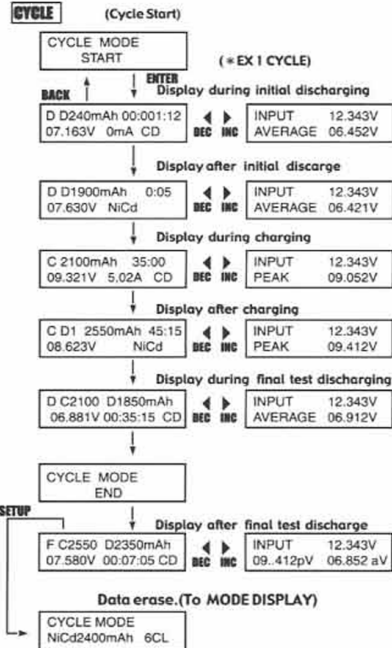 CYCLE (Cycle Start)
CYCLE MODE
START
(*EX 1 CYCLE)
BACK ENTER
Display during initial discharging
D D240mAh 00:001:12
07.163V 0mA CD
DEC INC
INPUT 12.343V
AVERAGE 06.452V
Display after initial discarge
D D1900mAh 0:05
07.630V NiCd
DEC INC
INPUT 12.343V
AVERAGE 06.421V
Display during charging
C 2100mAh 35:00
09.321V 5.02A CD
DEC INC
INPUT 12.343V
PEAK 09.052V
Display after charging
C D1 2550mAh 45:15
08.623V NiCd
DEC INC
INPUT 12.343V
PEAK 09.412V
Display during final test discharging
D C2100 D1850mAh
06.881V 00:35:15 CD
DEC INC
INPUT 12.343V
AVERAGE 06.912V
CYCLE MODE
END
SETUP
Display after final test discharge
F C2550 D2350mAh
07.580V 00:07:05 CD
DEC INC
INPUT 12.343V
09..412pV 06.852 aV
Data erase.(To MODE DISPLAY)
CYCLE MODE
NiCd2400mAh 6CL